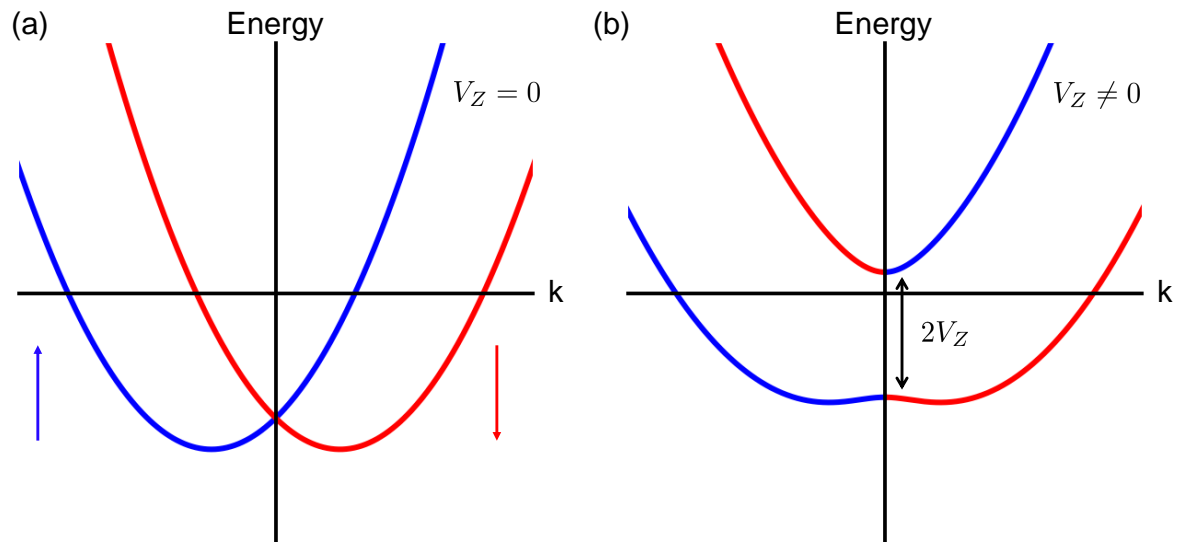 (a)
Energy
V_Z = 0
k
(b)
Energy
V_Z ≠ 0
k
2V_Z